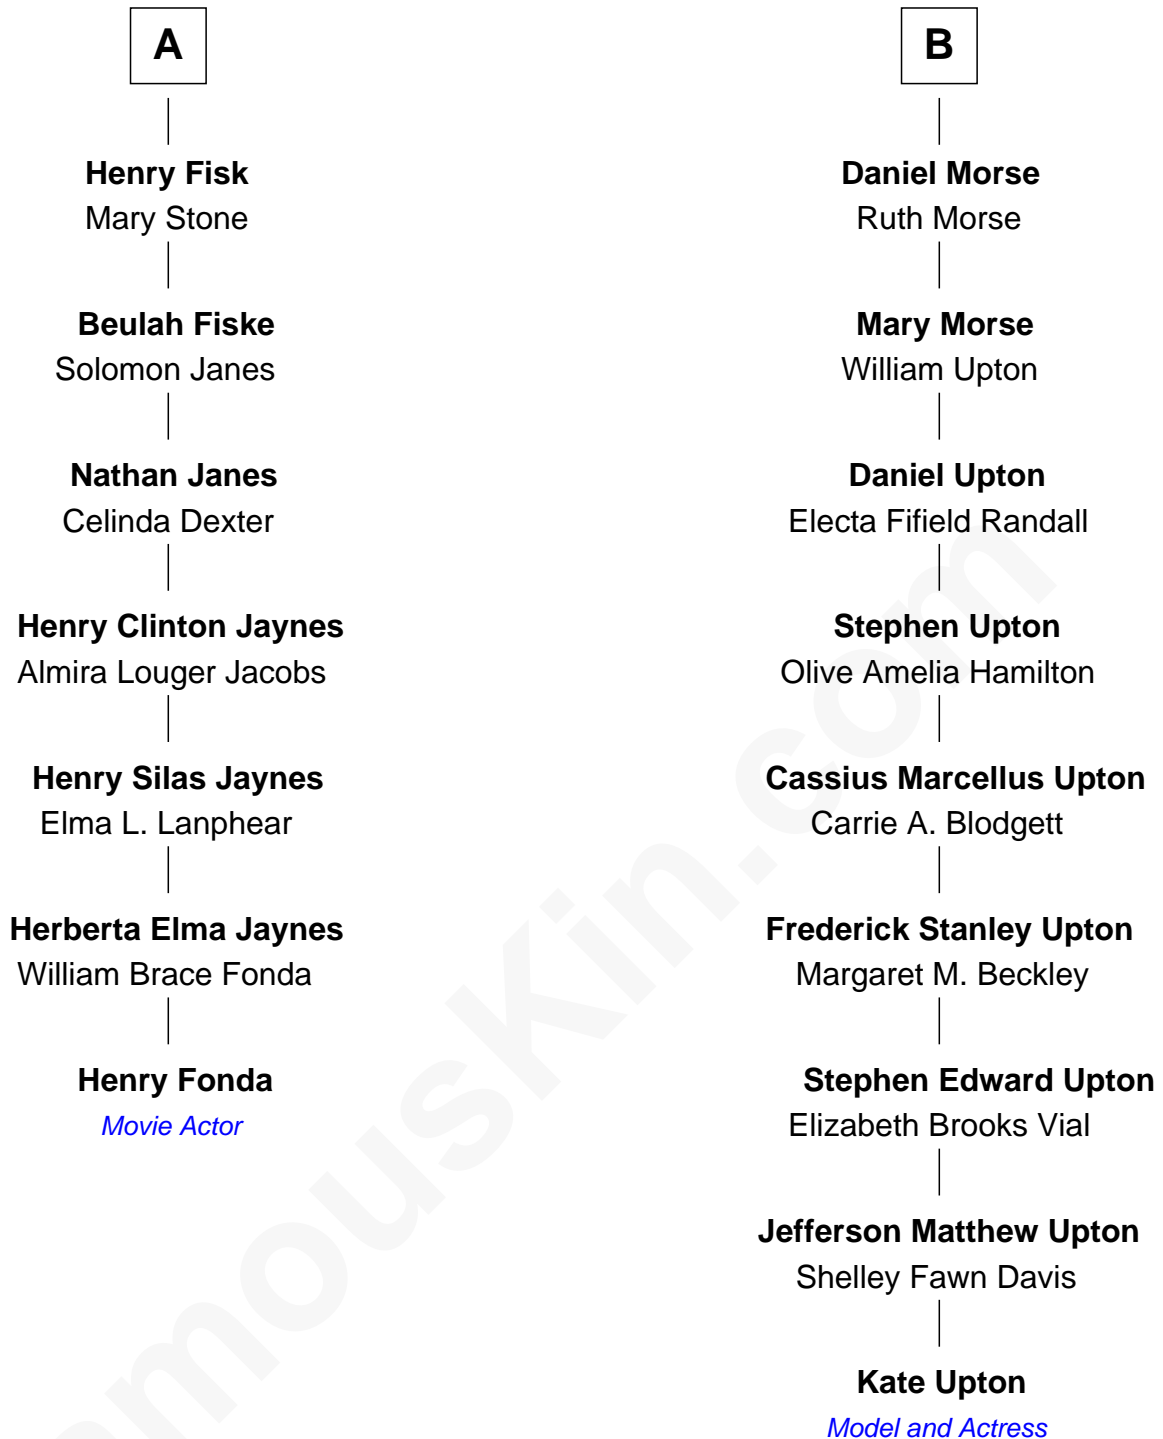 A
Henry Fisk
Mary Stone
Beulah Fiske
Solomon Janes
Nathan Janes
Celinda Dexter
Henry Clinton Jaynes
Almira Louger Jacobs
Henry Silas Jaynes
Elma L. Lanphear
Herberta Elma Jaynes
William Brace Fonda
Henry Fonda
Movie Actor
B
Daniel Morse
Ruth Morse
Mary Morse
William Upton
Daniel Upton
Electa Fifield Randall
Stephen Upton
Olive Amelia Hamilton
Cassius Marcellus Upton
Carrie A. Blodgett
Frederick Stanley Upton
Margaret M. Beckley
Stephen Edward Upton
Elizabeth Brooks Vial
Jefferson Matthew Upton
Shelley Fawn Davis
Kate Upton
Model and Actress
mousKin.com